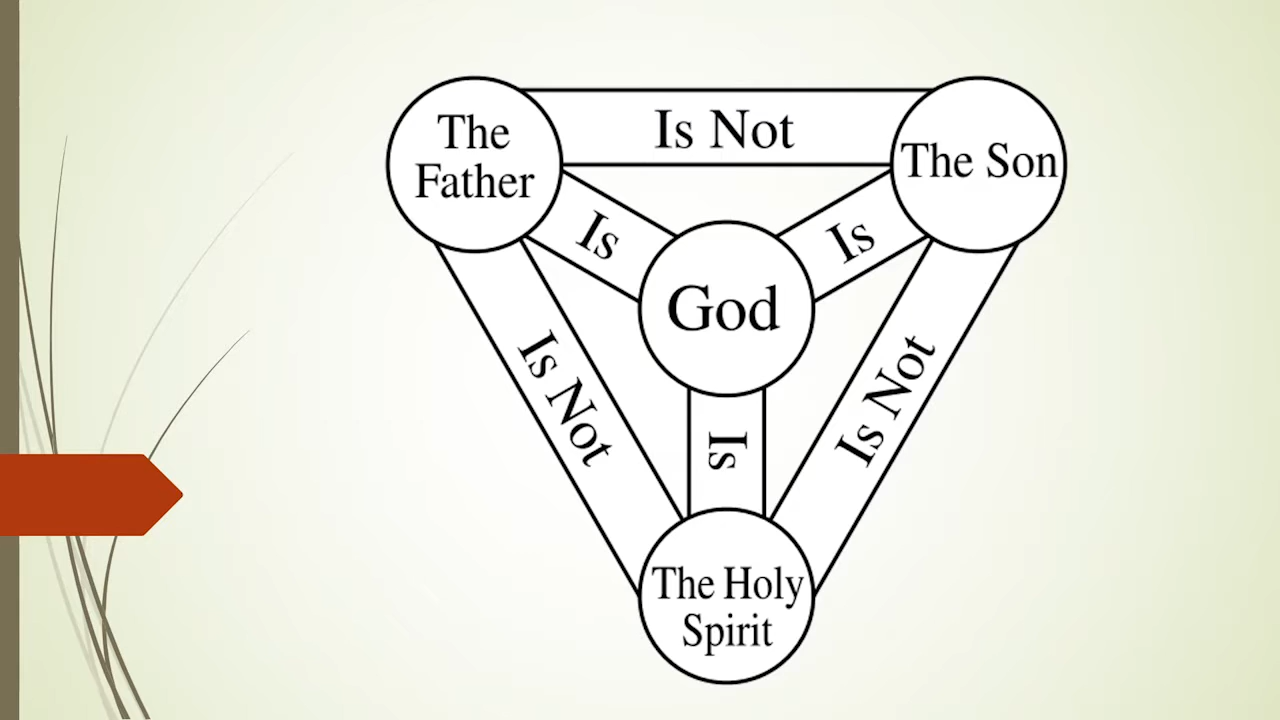 The
Father
Is Not
The Son
Is
Is
God
Is Not
Is
Is Not
The Holy
Spirit